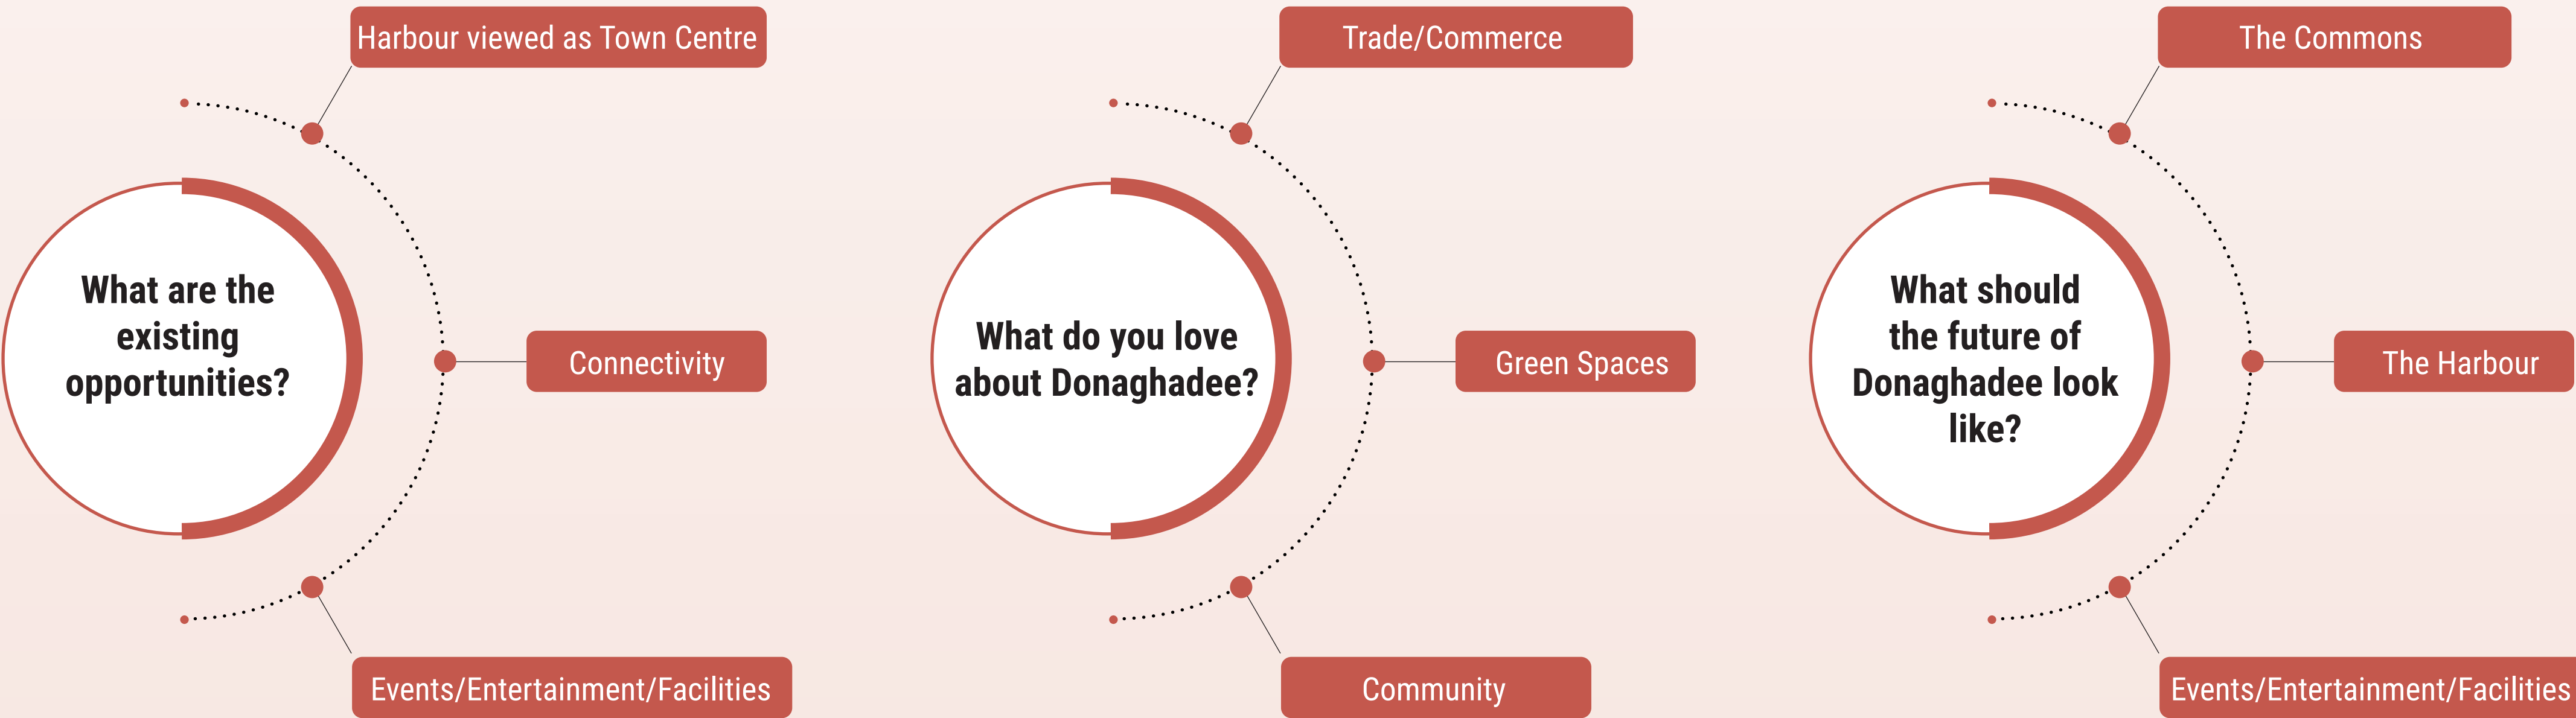 Harbour viewed as Town Centre
What are the
existing
opportunities?
Connectivity
Events/Entertainment/Facilities
Trade/Commerce
What do you love
about Donaghadee?
Green Spaces
Community
The Commons
What should
the future of
Donaghadee look
like?
The Harbour
Events/Entertainment/Facilities